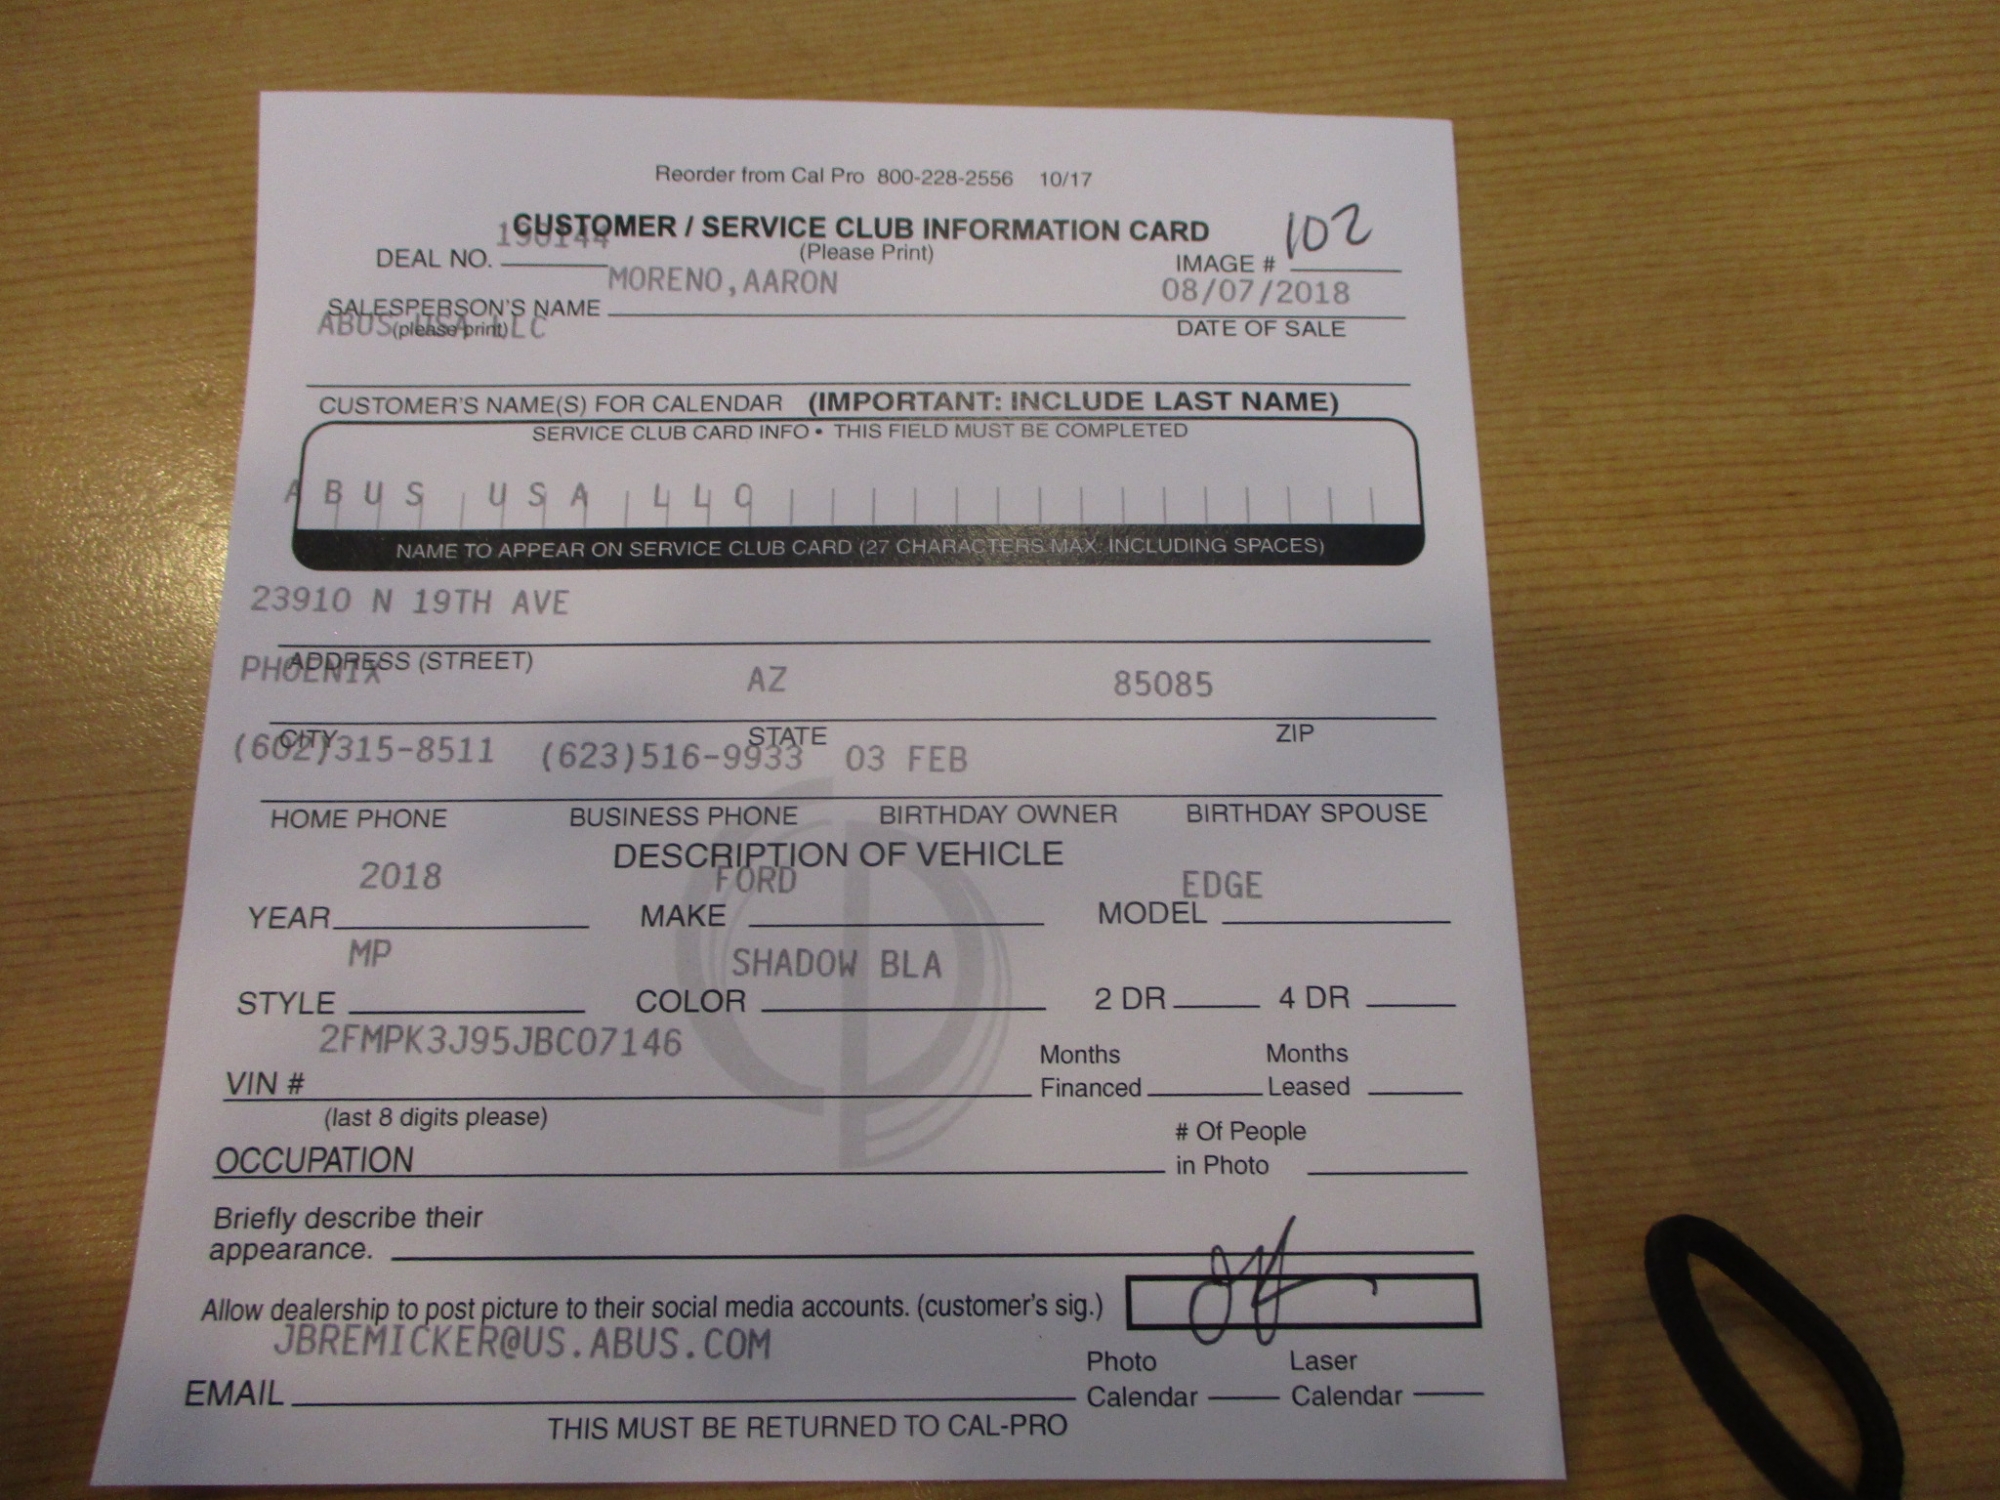 Reorder from Cal Pro 800-228-2556 10/17
CUSTOMER / SERVICE CLUB INFORMATION CARD
(Please Print)
DEAL NO. 190144
IMAGE # 102
MORENO,AARON
08/07/2018
SALESPERSON'S NAME
(please print)
DATE OF SALE
ABUS USA LLC
CUSTOMER'S NAME(S) FOR CALENDAR (IMPORTANT: INCLUDE LAST NAME)
SERVICE CLUB CARD INFO • THIS FIELD MUST BE COMPLETED
ABUS USA LLC
NAME TO APPEAR ON SERVICE CLUB CARD (27 CHARACTERS MAX. INCLUDING SPACES)
23910 N 19TH AVE
ADDRESS (STREET)
PHOENIX AZ 85085
CITY STATE ZIP
(602)315-8511 (623)516-9933 03 FEB
HOME PHONE BUSINESS PHONE BIRTHDAY OWNER BIRTHDAY SPOUSE
DESCRIPTION OF VEHICLE
2018 FORD EDGE
YEAR MAKE MODEL
MP SHADOW BLA
STYLE COLOR 2 DR 4 DR
2FMPK3J95JBC07146
VIN # Months Financed Months Leased
(last 8 digits please)
OCCUPATION # Of People in Photo
Briefly describe their
appearance.
Allow dealership to post picture to their social media accounts. (customer's sig.)
JBREMICKER@US.ABUS.COM
EMAIL Photo Calendar Laser Calendar
THIS MUST BE RETURNED TO CAL-PRO